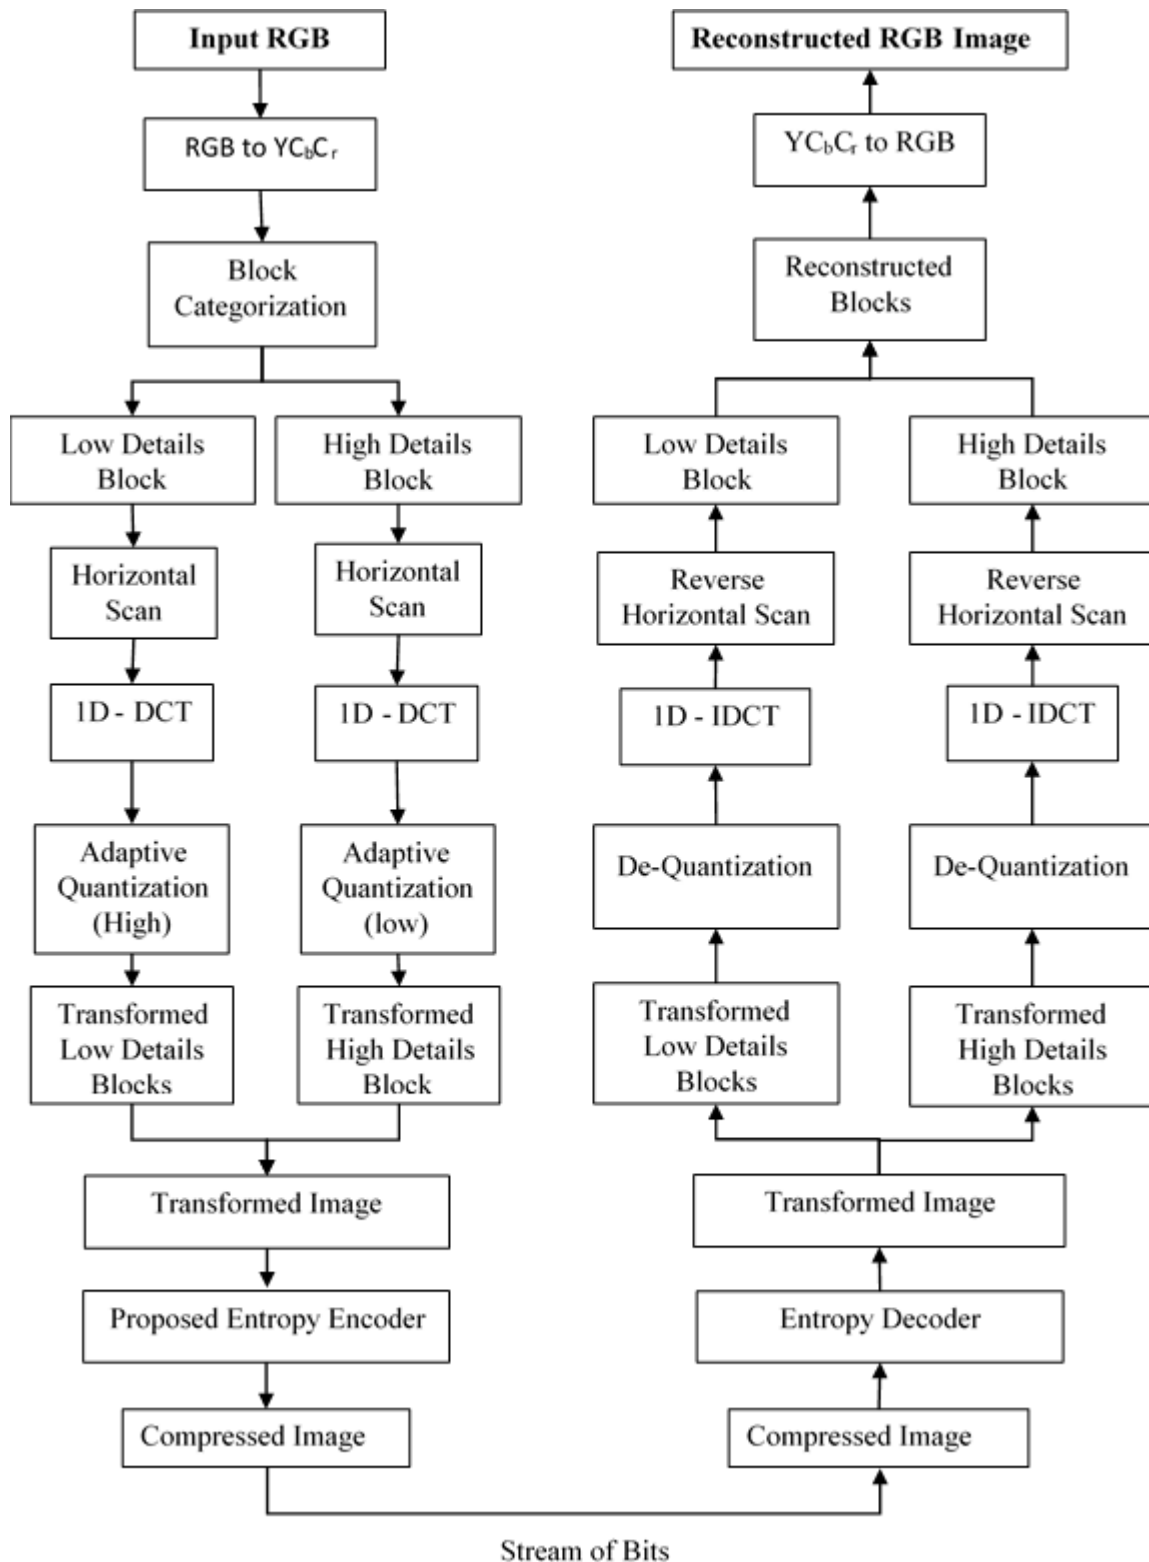 Input RGB
RGB to YCbCr
Block
Categorization
Low Details
Block
High Details
Block
Horizontal
Scan
Horizontal
Scan
1D - DCT
1D - DCT
Adaptive
Quantization
(High)
Adaptive
Quantization
(low)
Transformed
Low Details
Blocks
Transformed
High Details
Block
Transformed Image
Proposed Entropy Encoder
Compressed Image
Stream of Bits
Reconstructed RGB Image
YCbCr to RGB
Reconstructed
Blocks
Low Details
Block
High Details
Block
Reverse
Horizontal Scan
Reverse
Horizontal Scan
1D - IDCT
1D - IDCT
De-Quantization
De-Quantization
Transformed
Low Details
Blocks
Transformed
High Details
Blocks
Transformed Image
Entropy Decoder
Compressed Image